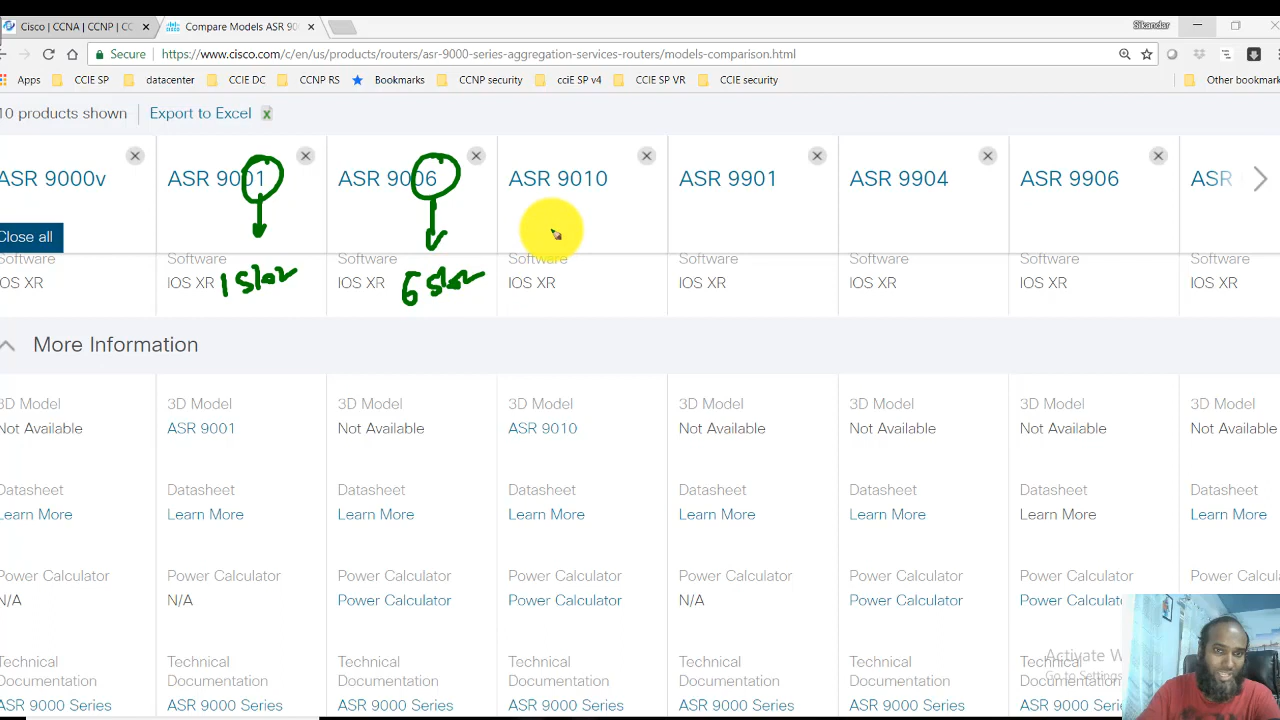 Cisco | CCNA | CCNP | CC
Compare Models ASR 90
Sikandar
Secure
https://www.cisco.com/c/en/us/products/routers/asr-9000-series-aggregation-services-routers/models-comparison.html
Apps CCIE SP datacenter CCIE DC CCNP RS Bookmarks CCNP security cciE SP v4 CCIE SP VR CCIE security Other bookmark
10 products shown Export to Excel
ASR 9000v ASR 9001 ASR 9006 ASR 9010 ASR 9901 ASR 9904 ASR 9906 ASR
Close all
Software Software Software Software Software Software Software Software
IOS XR IOS XR IOS XR IOS XR IOS XR IOS XR IOS XR IOS XR
1 slot 6 slot
More Information
3D Model 3D Model 3D Model 3D Model 3D Model 3D Model 3D Model 3D Model
Not Available ASR 9001 Not Available ASR 9010 Not Available Not Available Not Available Not Available
Datasheet Datasheet Datasheet Datasheet Datasheet Datasheet Datasheet Datasheet
Learn More Learn More Learn More Learn More Learn More Learn More Learn More Learn More
Power Calculator Power Calculator Power Calculator Power Calculator Power Calculator Power Calculator Power Calculator Power Calcula
N/A N/A Power Calculator Power Calculator N/A Power Calculator Power Calculat
Activate W
Go to Settings
Technical Technical Technical Technical Technical Technical Technical
Documentation Documentation Documentation Documentation Documentation Documentation Documentation
ASR 9000 Series ASR 9000 Series ASR 9000 Series ASR 9000 Series ASR 9000 Series ASR 9000 Series ASR 9000 Series